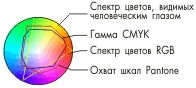 Спектр цветов, видимых
человеческим глазом
Гамма CMYK
Спектр цветов RGB
Охват шкал Pantone